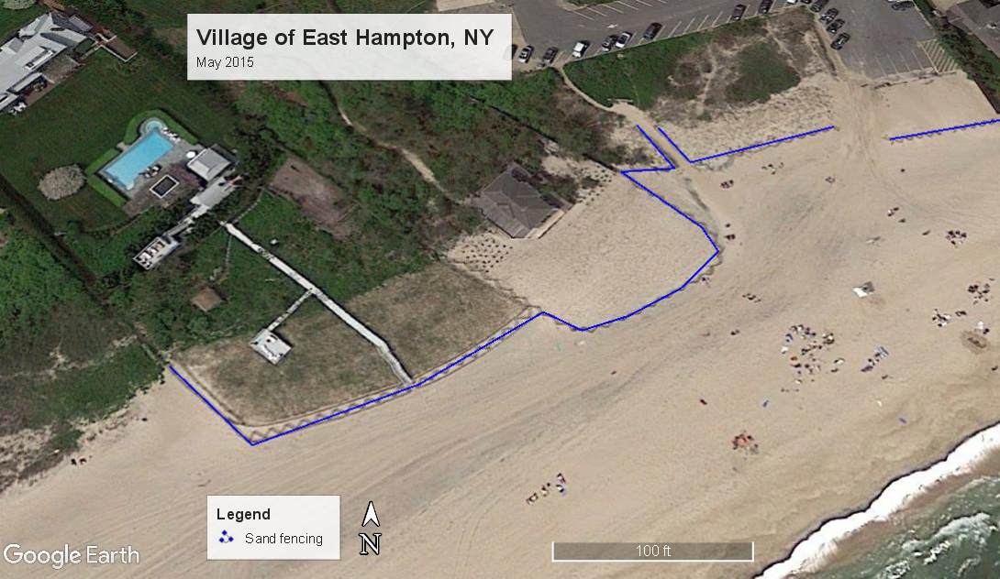 Village of East Hampton, NY
May 2015
Legend
Sand fencing
N
100 ft
Google Earth